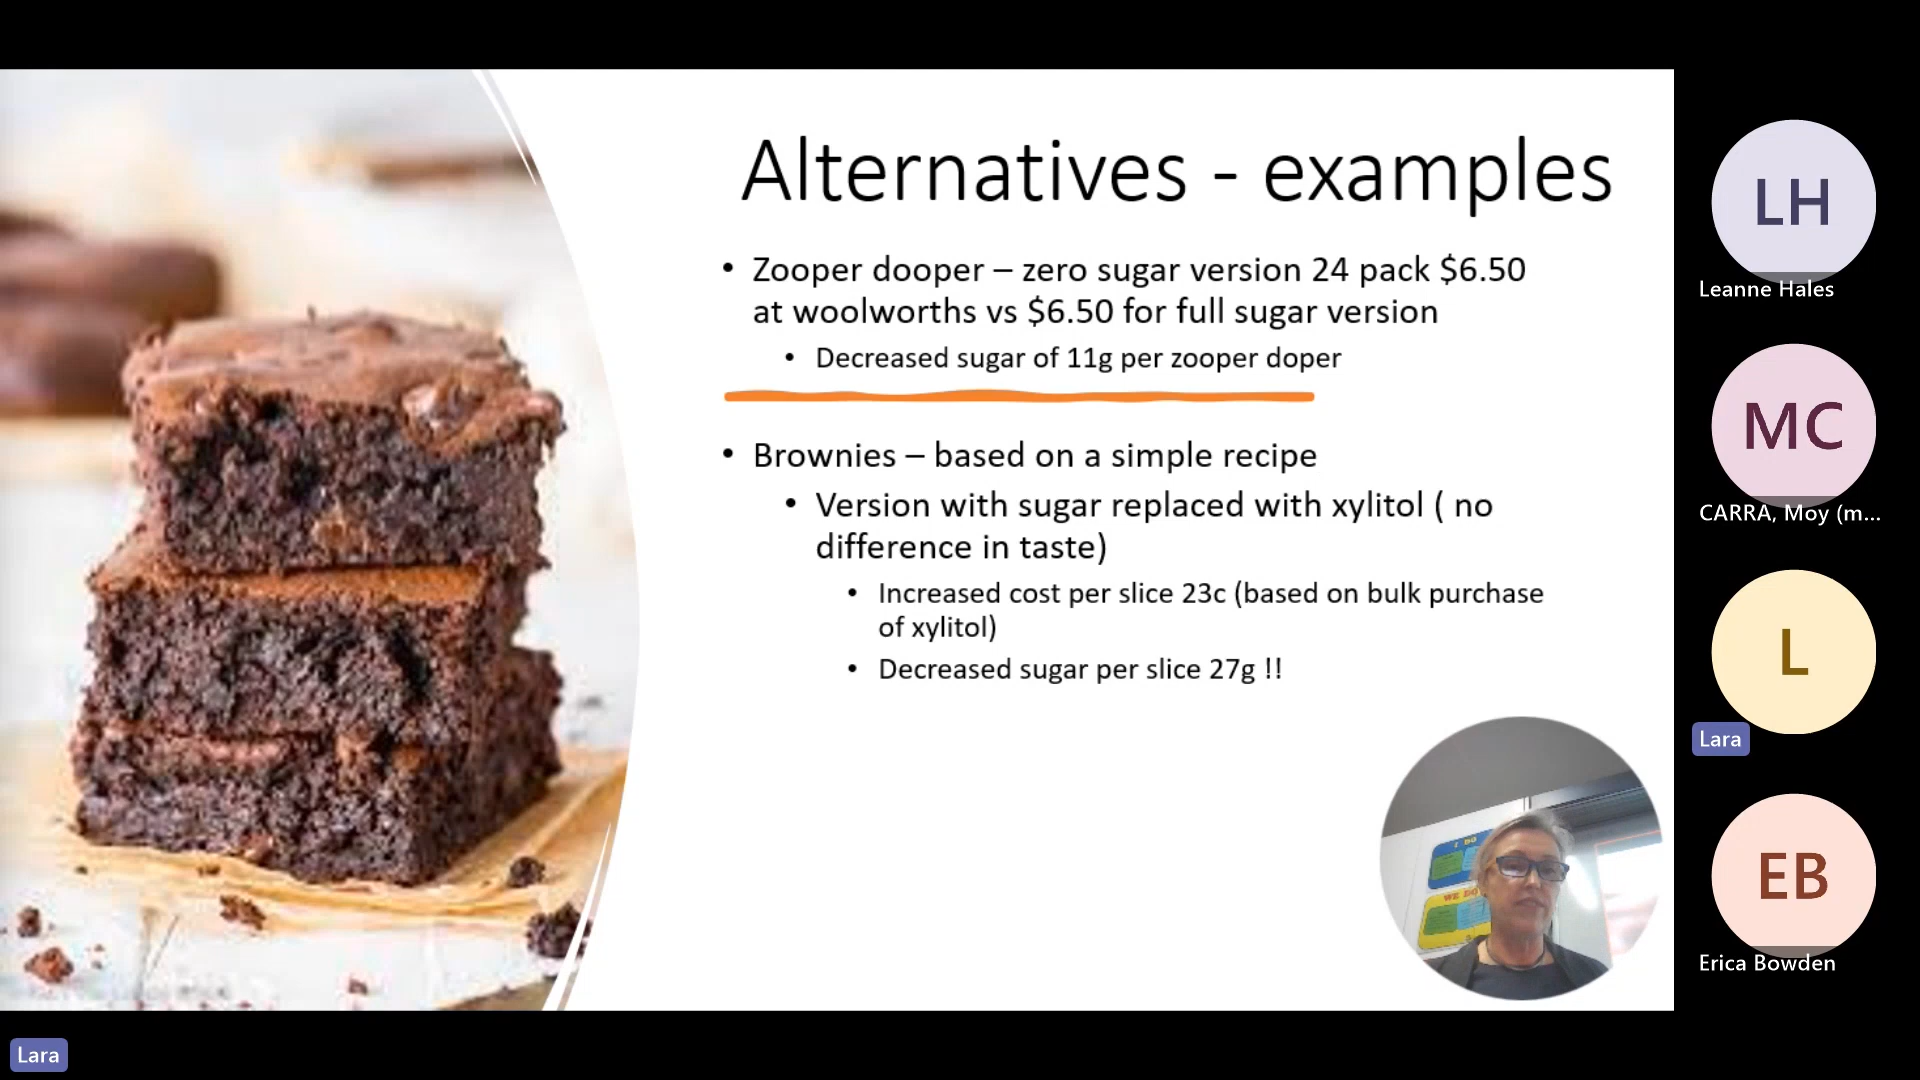 Alternatives - examples
• Zooper dooper – zero sugar version 24 pack $6.50
at woolworths vs $6.50 for full sugar version
• Decreased sugar of 11g per zooper doper
• Brownies – based on a simple recipe
• Version with sugar replaced with xylitol ( no
difference in taste)
• Increased cost per slice 23c (based on bulk purchase
of xylitol)
• Decreased sugar per slice 27g !!
LH
Leanne Hales
MC
CARRA, Moy (m...
L
Lara
EB
Erica Bowden
I DO
WE DO
Lara